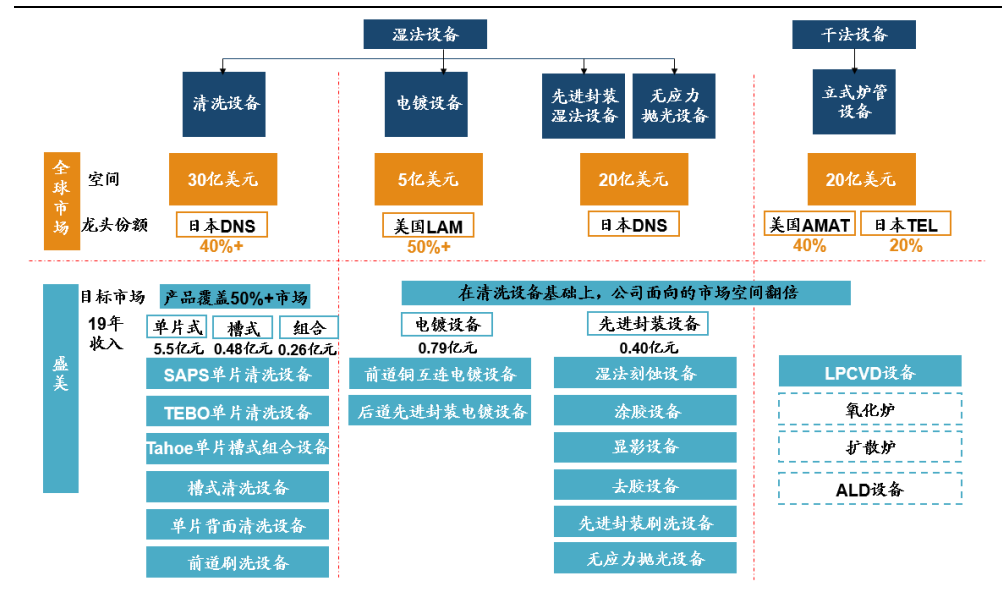 湿法设备
干法设备
清洗设备
电镀设备
先进封装
湿法设备
无应力
抛光设备
立式炉管
设备
全球市场
空间
30亿美元
5亿美元
20亿美元
20亿美元
龙头份额
日本DNS
美国LAM
日本DNS
美国AMAT
日本TEL
40%+
50%+
40%
20%
盛美
目标市场
产品覆盖50%+市场
在清洗设备基础上，公司面向的市场空间翻倍
19年
收入
单片式
槽式
组合
电镀设备
先进封装设备
5.5亿元
0.48亿元
0.26亿元
0.79亿元
0.40亿元
SAPS单片清洗设备
TEBO单片清洗设备
Tahoe单片槽式组合设备
槽式清洗设备
单片背面清洗设备
前道刷洗设备
前道铜互连电镀设备
后道先进封装电镀设备
湿法刻蚀设备
涂胶设备
显影设备
去胶设备
先进封装刷洗设备
无应力抛光设备
LPCVD设备
氧化炉
扩散炉
ALD设备